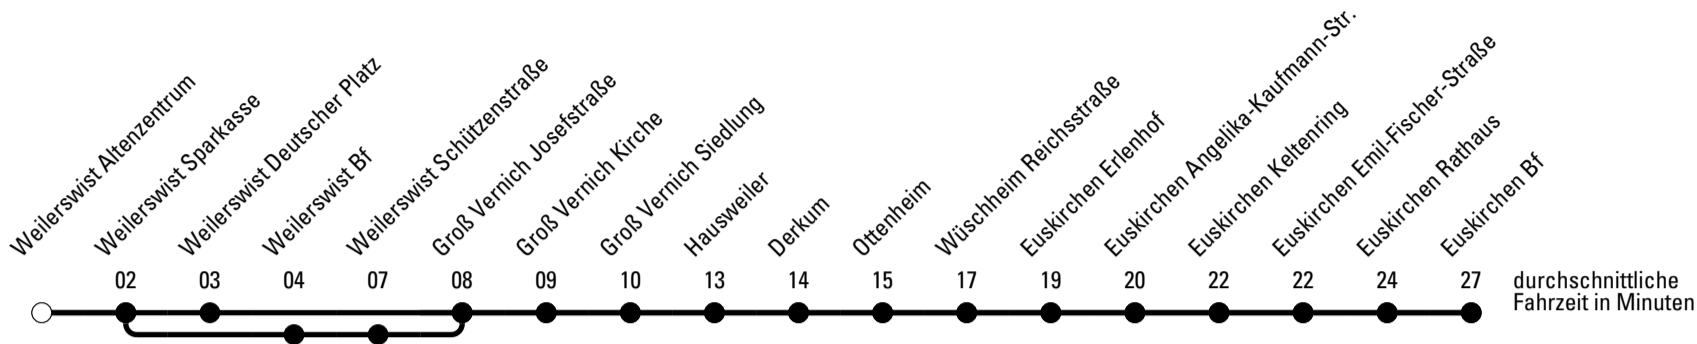 Weilerswist Altenzentrum
Weilerswist Sparkasse
Weilerswist Deutscher Platz
Weilerswist Bf
Weilerswist Schützenstraße
Groß Vernich Josefstraße
Groß Vernich Kirche
Groß Vernich Siedlung
Hausweiler
Derkum
Ottenheim
Wüschheim Reichsstraße
Euskirchen Erlenhof
Euskirchen Angelika-Kaufmann-Str.
Euskirchen Keltenring
Euskirchen Emil-Fischer-Straße
Euskirchen Rathaus
Euskirchen Bf
02 03 04 07 08 09 10 13 14 15 17 19 20 22 22 24 27 durchschnittliche
Fahrzeit in Minuten